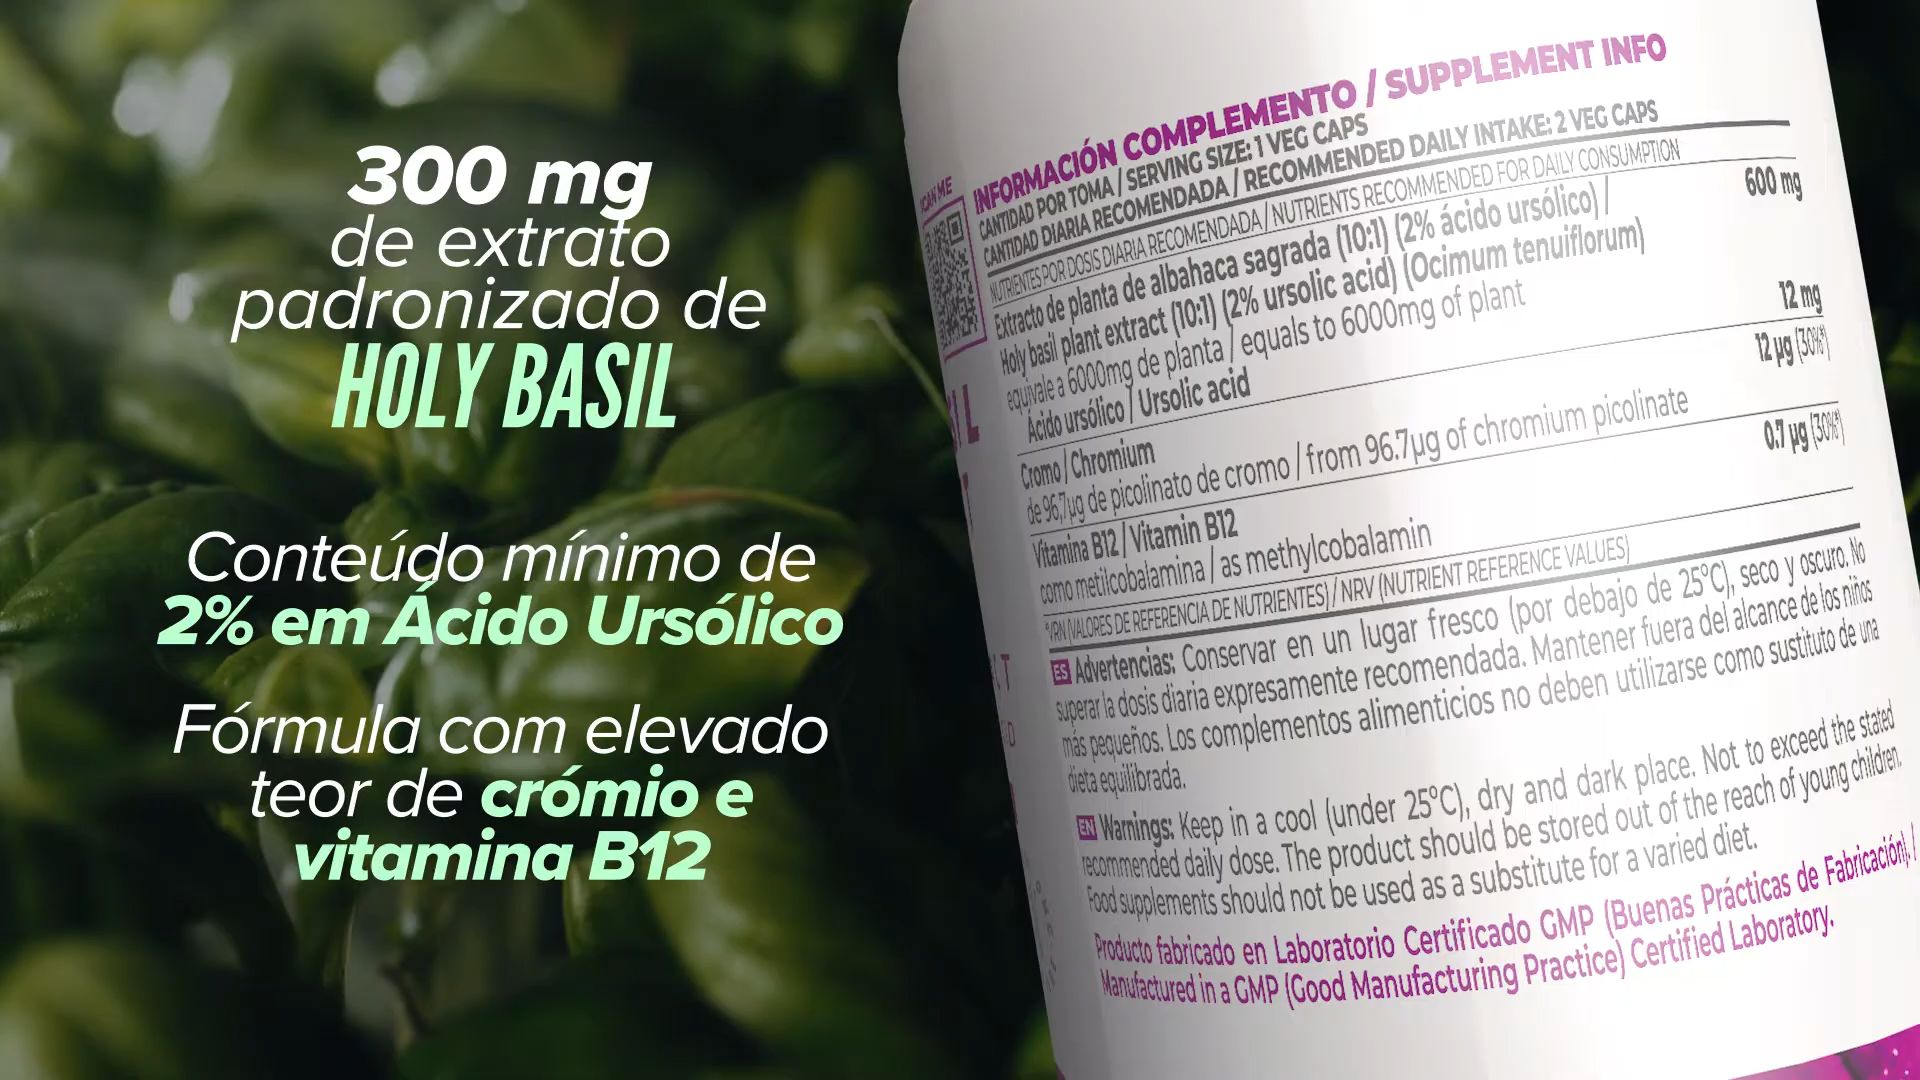 300 mg
de extrato
padronizado de
HOLY BASIL
Conteúdo mínimo de
2% em Ácido Ursólico
Fórmula com elevado
teor de crómio e
vitamina B12
SCAN ME
INFORMACIÓN COMPLEMENTO / SUPPLEMENT INFO
CANTIDAD POR TOMA / SERVING SIZE: 1 VEG CAPS
CANTIDAD DIARIA RECOMENDADA / RECOMMENDED DAILY INTAKE: 2 VEG CAPS
NUTRIENTES POR DOSIS DIARIA RECOMENDADA / NUTRIENTS RECOMMENDED FOR DAILY CONSUMPTION
Extracto de planta de albahaca sagrada (10:1) (2% ácido ursólico) / 600 mg
Holy basil plant extract (10:1) (2% ursolic acid) (Ocimum tenuiflorum)
equivale a 6000mg de planta / equals to 6000mg of plant
Ácido ursólico / Ursolic acid 12 mg
Cromo / Chromium 12 µg (30%*)
de 96,7µg de picolinato de cromo / from 96.7µg of chromium picolinate
Vitamina B12 / Vitamin B12 0.7 µg (30%*)
como metilcobalamina / as methylcobalamin
*VRN (VALORES DE REFERENCIA DE NUTRIENTES) / NRV (NUTRIENT REFERENCE VALUES)
ES Advertencias: Conservar en un lugar fresco (por debajo de 25°C), seco y oscuro. No
superar la dosis diaria expresamente recomendada. Mantener fuera del alcance de los niños
más pequeños. Los complementos alimenticios no deben utilizarse como sustituto de una
dieta equilibrada.
EN Warnings: Keep in a cool (under 25°C), dry and dark place. Not to exceed the stated
recommended daily dose. The product should be stored out of the reach of young children.
Food supplements should not be used as a substitute for a varied diet.
Producto fabricado en Laboratorio Certificado GMP (Buenas Prácticas de Fabricación). /
Manufactured in a GMP (Good Manufacturing Practice) Certified Laboratory.